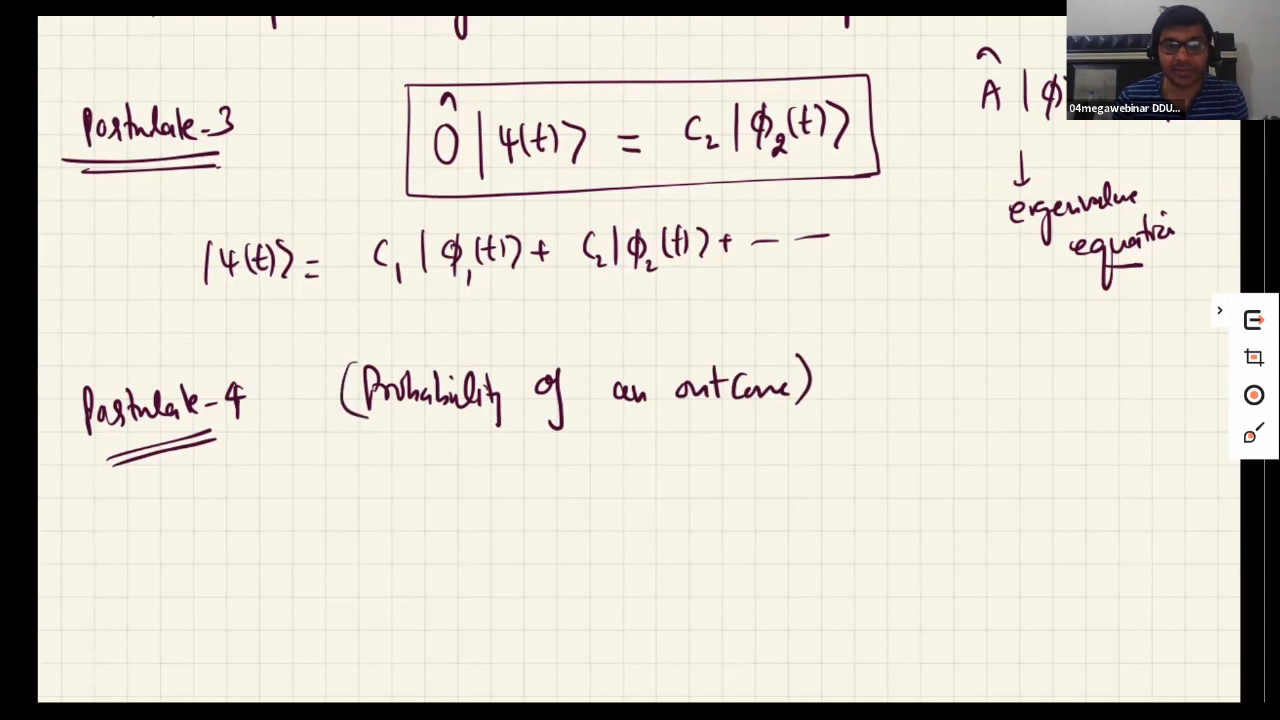 Postulate-3
Ô |ψ(t)⟩ = c₂ |ϕ₂(t)⟩
 |ϕ
↓
eigenvalue
equation
|ψ(t)⟩ = C₁ |ϕ₁(t)⟩ + C₂ |ϕ₂(t)⟩ + — —
Postulate-4 (Probability of an outcome)
04megawebinar DDU...